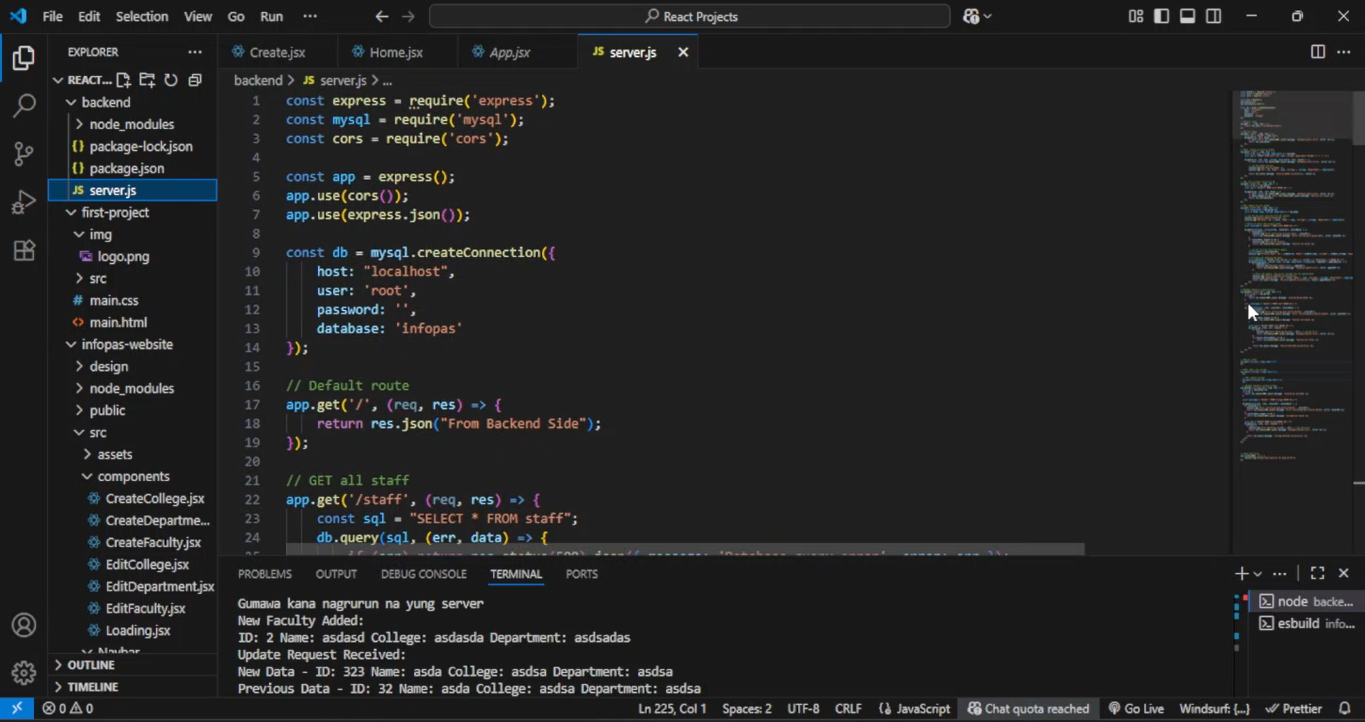 File Edit Selection View Go Run ··· React Projects
EXPLORER ···
REACT...
backend
node_modules
{} package-lock.json
{} package.json
JS server.js
first-project
img
logo.png
src
# main.css
<> main.html
infopas-website
design
node_modules
public
src
assets
components
CreateCollege.jsx
CreateDepartme...
CreateFaculty.jsx
EditCollege.jsx
EditDepartment.jsx
EditFaculty.jsx
Loading.jsx
Navbar
OUTLINE
TIMELINE
Create.jsx Home.jsx App.jsx JS server.js
backend > JS server.js > ...
1 const express = require('express');
2 const mysql = require('mysql');
3 const cors = require('cors');
4
5 const app = express();
6 app.use(cors());
7 app.use(express.json());
8
9 const db = mysql.createConnection({
10 host: "localhost",
11 user: 'root',
12 password: '',
13 database: 'infopas'
14 });
15
16 // Default route
17 app.get('/', (req, res) => {
18 return res.json("From Backend Side");
19 });
20
21 // GET all staff
22 app.get('/staff', (req, res) => {
23 const sql = "SELECT * FROM staff";
24 db.query(sql, (err, data) => {
PROBLEMS OUTPUT DEBUG CONSOLE TERMINAL PORTS
Gumawa kana nagrurun na yung server
New Faculty Added:
ID: 2 Name: asdasd College: asdasda Department: asdsadas
Update Request Received:
New Data - ID: 323 Name: asda College: asdsa Department: asdsa
Previous Data - ID: 32 Name: asda College: asdsa Department: asdsa
node backe...
esbuild info...
0 0 Ln 225, Col 1 Spaces: 2 UTF-8 CRLF {} JavaScript Chat quota reached Go Live Windsurf: {...} Prettier